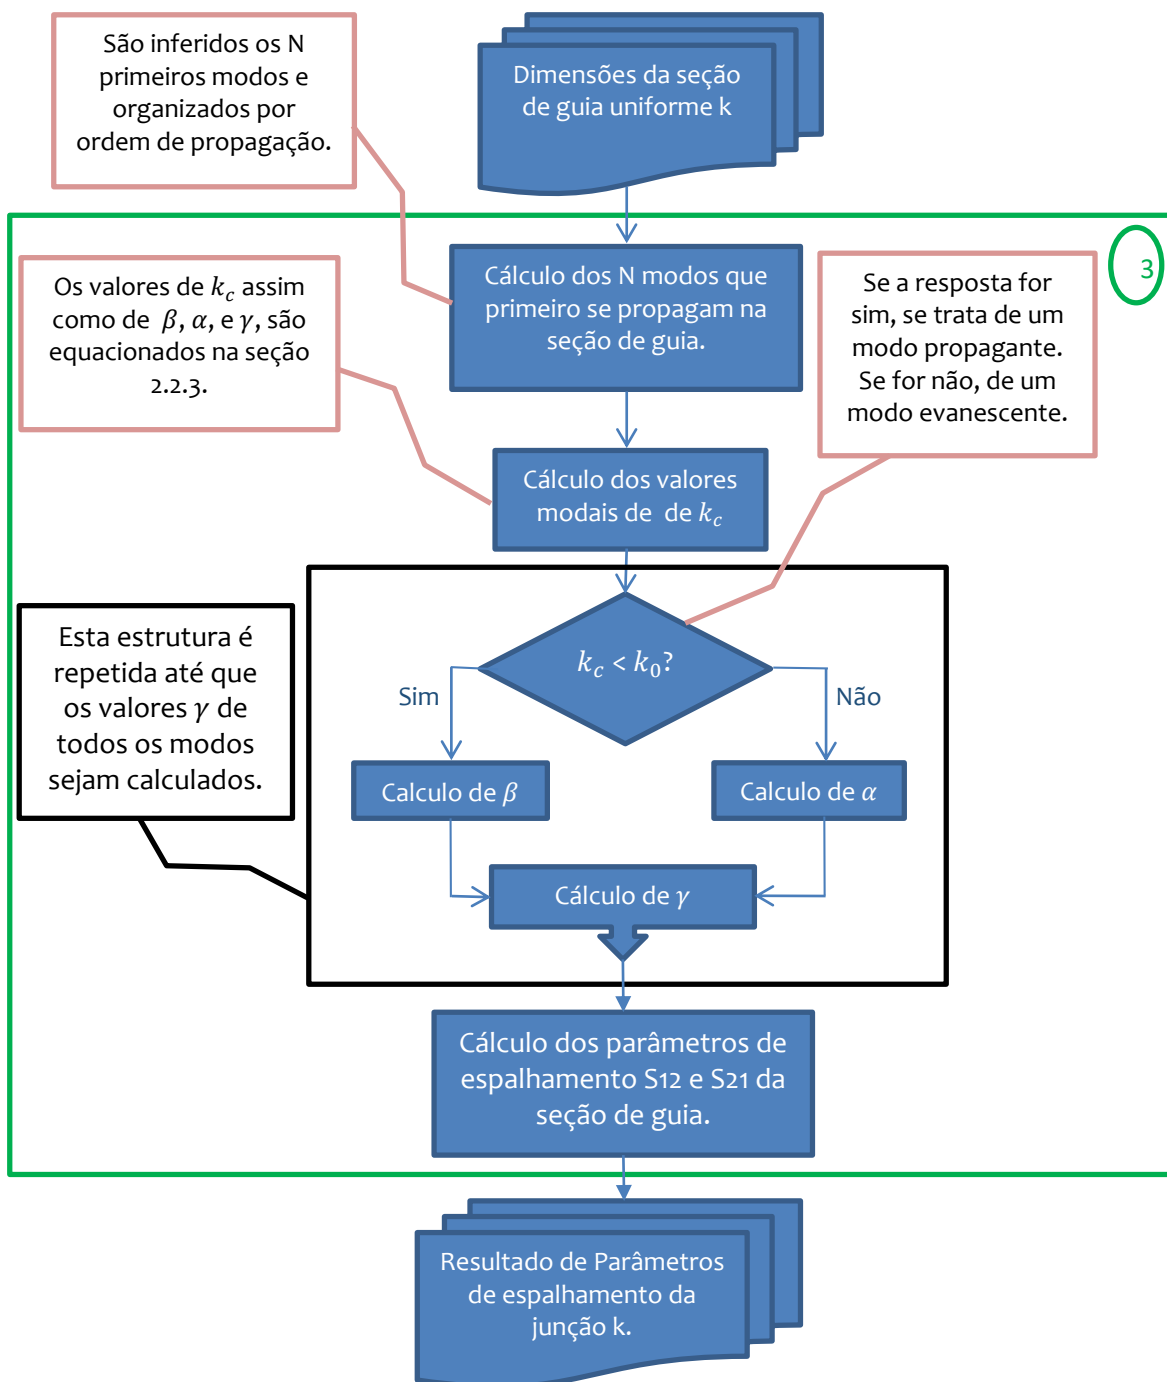 São inferidos os N
primeiros modos e
organizados por
ordem de propagação.
Dimensões da seção
de guia uniforme k
3
Cálculo dos N modos que
primeiro se propagam na
seção de guia.
Os valores de k_c assim
como de β, α, e γ, são
equacionados na seção
2.2.3.
Se a resposta for
sim, se trata de um
modo propagante.
Se for não, de um
modo evanescente.
Cálculo dos valores
modais de de k_c
k_c < k_0?
Sim
Não
Esta estrutura é
repetida até que
os valores γ de
todos os modos
sejam calculados.
Calculo de β
Calculo de α
Cálculo de γ
Cálculo dos parâmetros de
espalhamento S12 e S21 da
seção de guia.
Resultado de Parâmetros
de espalhamento da
junção k.